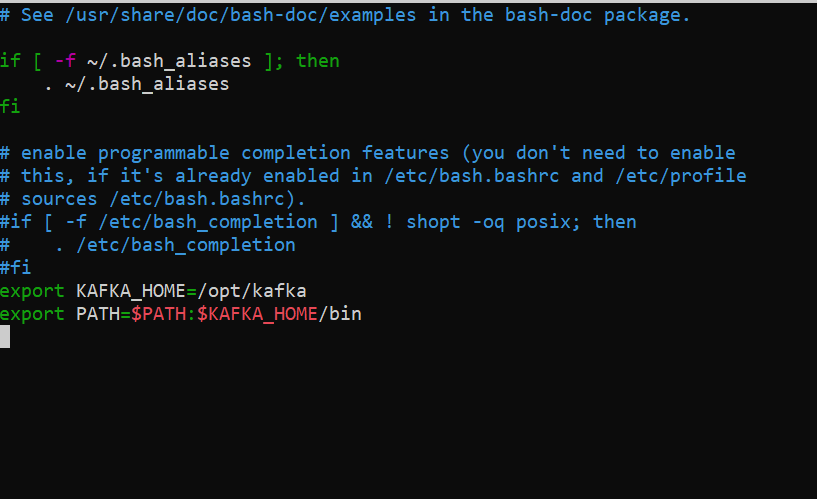 # See /usr/share/doc/bash-doc/examples in the bash-doc package.
if [ -f ~/.bash_aliases ]; then
    . ~/.bash_aliases
fi
# enable programmable completion features (you don't need to enable
# this, if it's already enabled in /etc/bash.bashrc and /etc/profile
# sources /etc/bash.bashrc).
#if [ -f /etc/bash_completion ] && ! shopt -oq posix; then
#    . /etc/bash_completion
#fi
export KAFKA_HOME=/opt/kafka
export PATH=$PATH:$KAFKA_HOME/bin